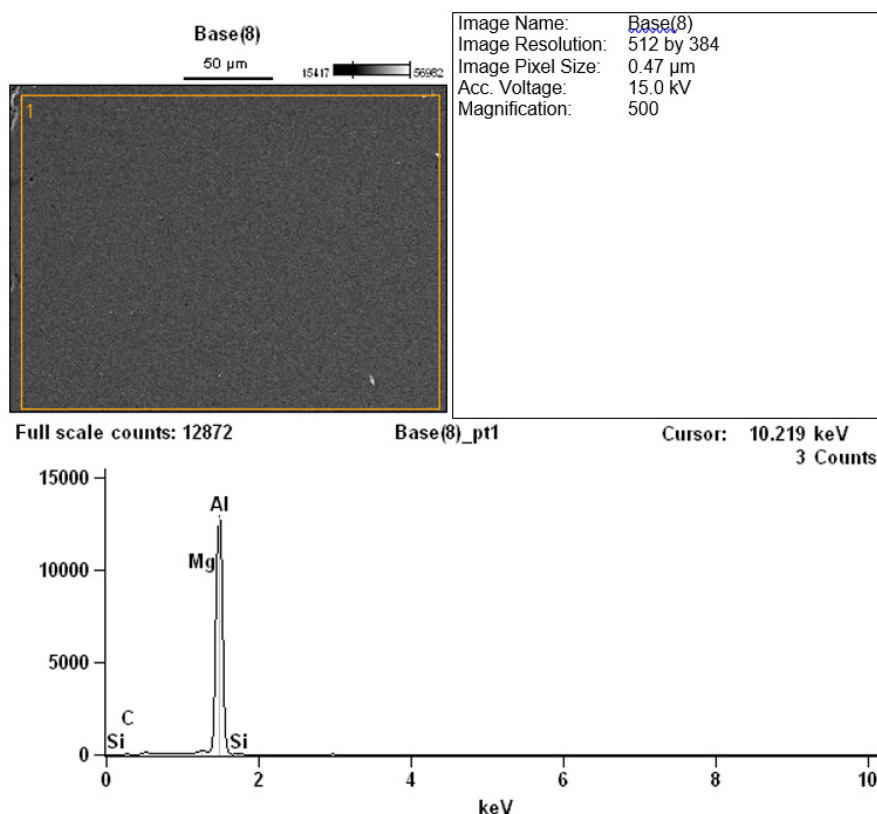 Base(8)
50 µm
15417 56982
1
Image Name: Base(8)
Image Resolution: 512 by 384
Image Pixel Size: 0.47 µm
Acc. Voltage: 15.0 kV
Magnification: 500
Full scale counts: 12872 Base(8)_pt1 Cursor: 10.219 keV
3 Counts
15000
Al
Mg
10000
5000
C
Si Si
0
0 2 4 6 8 10
keV